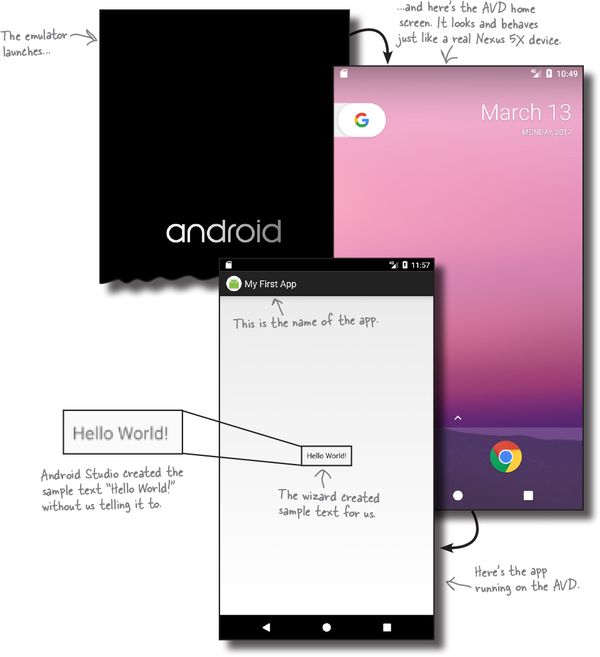 The emulator
launches...
...and here's the AVD home
screen. It looks and behaves
just like a real Nexus 5X device.
10:49
G
March 13
MONDAY, 2017
android
11:57
My First App
This is the name of the app.
Hello World!
Hello World!
Android Studio created the
sample text "Hello World!"
without us telling it to.
The wizard created
sample text for us.
Here's the app
running on the AVD.